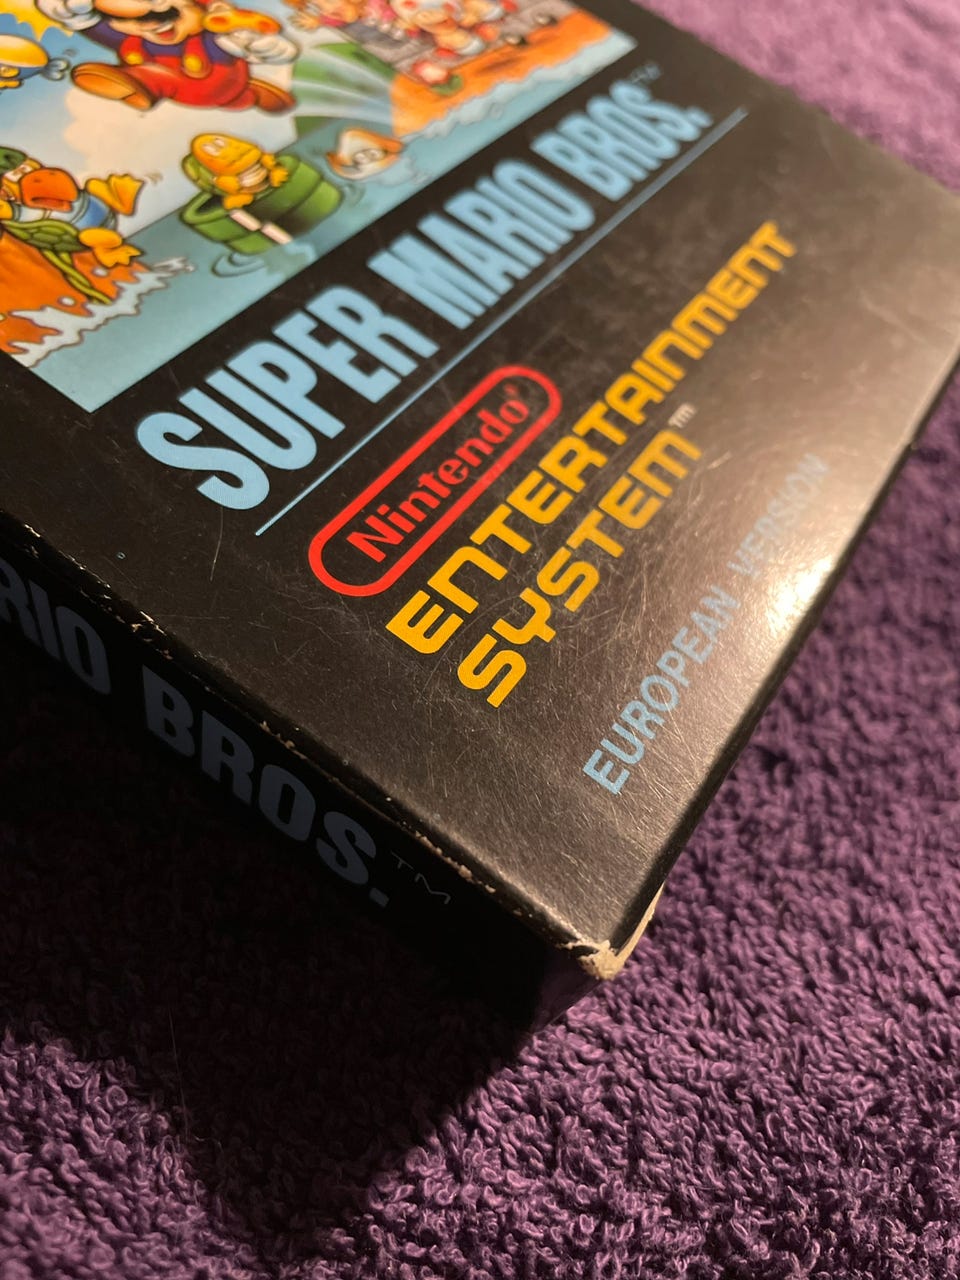 SUPER MARIO BROS.™
Nintendo®
ENTERTAINMENT
SYSTEM™
EUROPEAN VERSION
RIO BROS.™